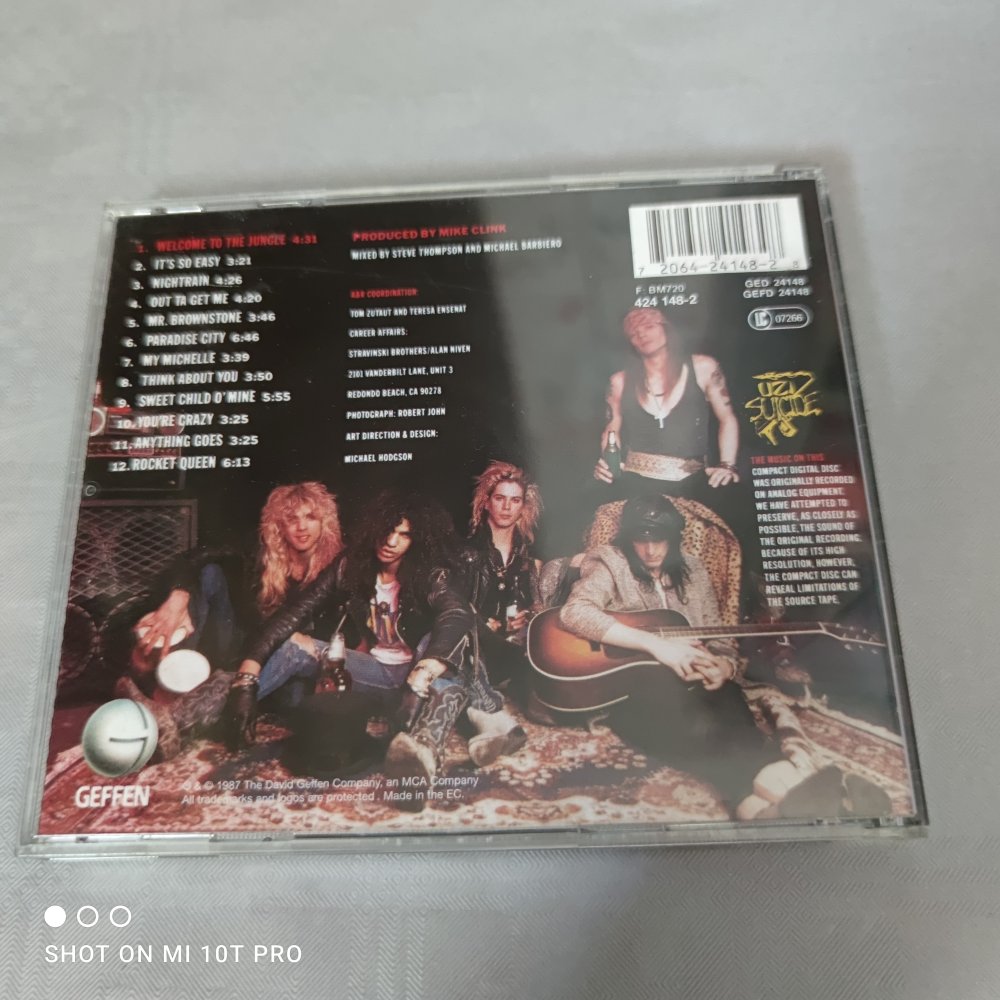 1. WELCOME TO THE JUNGLE 4:31
2. IT'S SO EASY 3:21
3. NIGHTRAIN 4:26
4. OUT TA GET ME 4:20
5. MR. BROWNSTONE 3:46
6. PARADISE CITY 6:46
7. MY MICHELLE 3:39
8. THINK ABOUT YOU 3:50
9. SWEET CHILD O' MINE 5:55
10. YOU'RE CRAZY 3:25
11. ANYTHING GOES 3:25
12. ROCKET QUEEN 6:13
PRODUCED BY MIKE CLINK
MIXED BY STEVE THOMPSON AND MICHAEL BARBIERO
A&R COORDINATION:
TOM ZUTAUT AND TERESA ENSENAT
CAREER AFFAIRS:
STRAVINSKI BROTHERS/ALAN NIVEN
2101 VANDERBILT LANE, UNIT 3
REDONDO BEACH, CA 90278
PHOTOGRAPH: ROBERT JOHN
ART DIRECTION & DESIGN:
MICHAEL HODGSON
7 20642-4148-2 8
F: BM720
424 148-2
GED 24148
GEFD 24148
LC 07266
UZI
SUICIDE
THE MUSIC ON THIS
COMPACT DIGITAL DISC
WAS ORIGINALLY RECORDED
ON ANALOG EQUIPMENT.
WE HAVE ATTEMPTED TO
PRESERVE, AS CLOSELY AS
POSSIBLE, THE SOUND OF
THE ORIGINAL RECORDING.
BECAUSE OF ITS HIGH
RESOLUTION, HOWEVER,
THE COMPACT DISC CAN
REVEAL LIMITATIONS OF
THE SOURCE TAPE.
GEFFEN
℗ & © 1987 The David Geffen Company, an MCA Company
All trademarks and logos are protected. Made in the EC.
SHOT ON MI 10T PRO